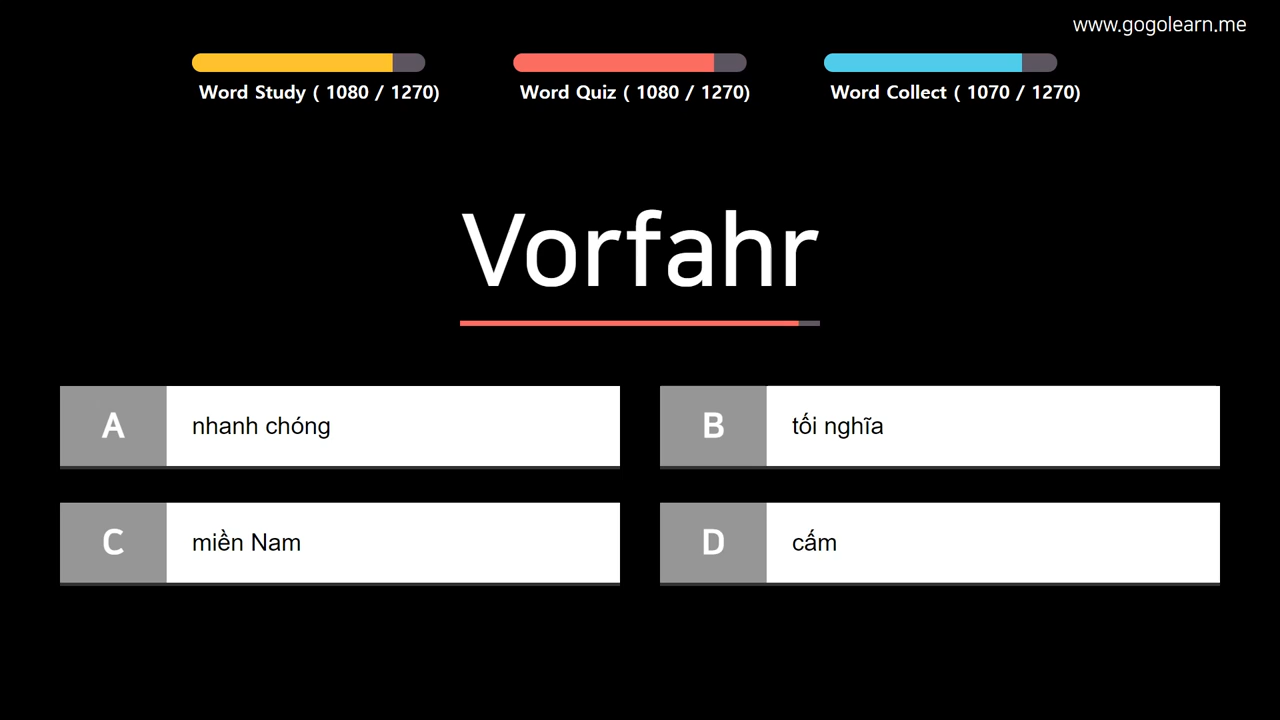 www.gogolearn.me
Word Study ( 1080 / 1270)
Word Quiz ( 1080 / 1270)
Word Collect ( 1070 / 1270)
Vorfahr
A
nhanh chóng
B
tối nghĩa
C
miền Nam
D
cấm